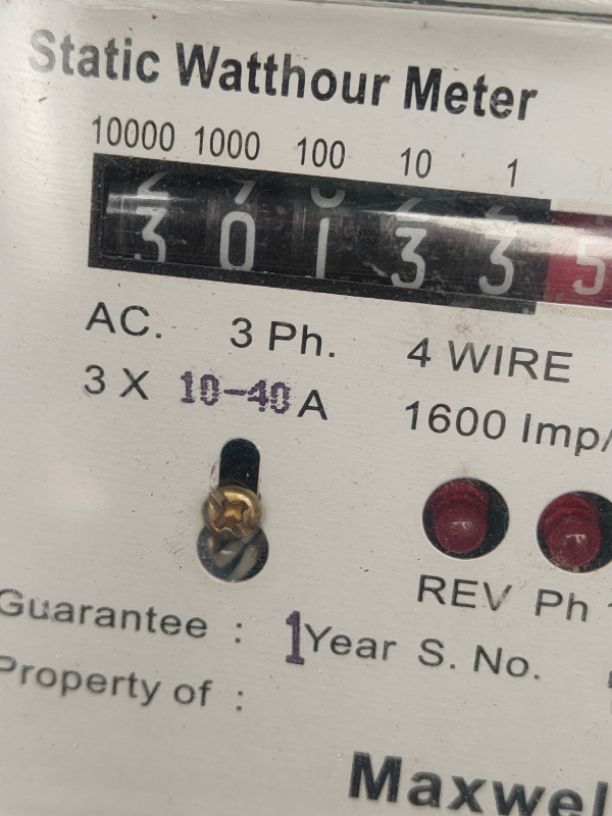 Static Watthour Meter
10000 1000 100 10 1
3 0 1 3 3 5
AC. 3 Ph. 4 WIRE
3 X 10-40 A 1600 Imp/
REV Ph
Guarantee : 1 Year S. No.
Property of :
Maxwel